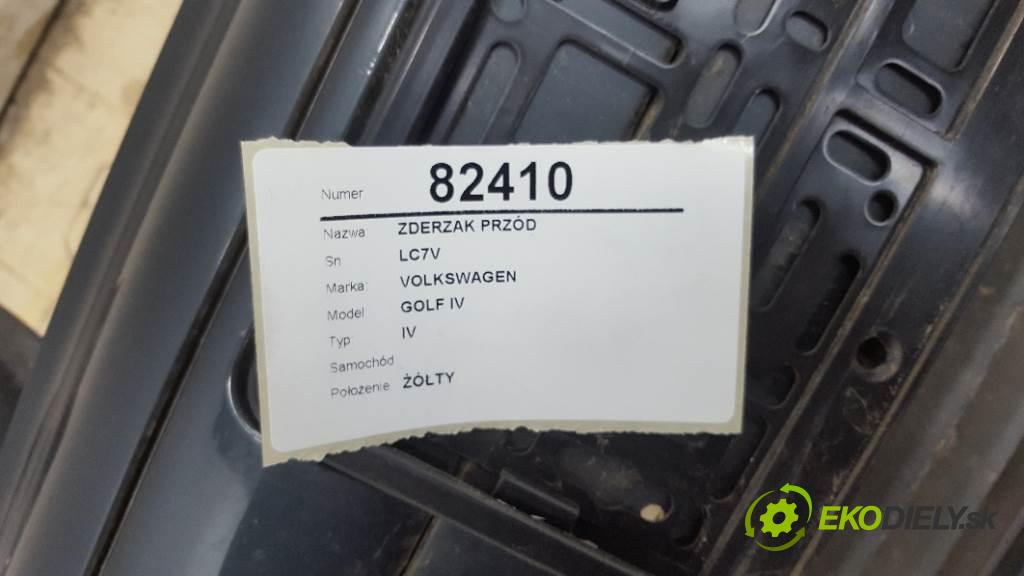 Numer 82410
Nazwa ZDERZAK PRZÓD
Sn LC7V
Marka: VOLKSWAGEN
Model GOLF IV
Typ: IV
Samochód
Położenie ŻÓŁTY
EKODIELY.sk